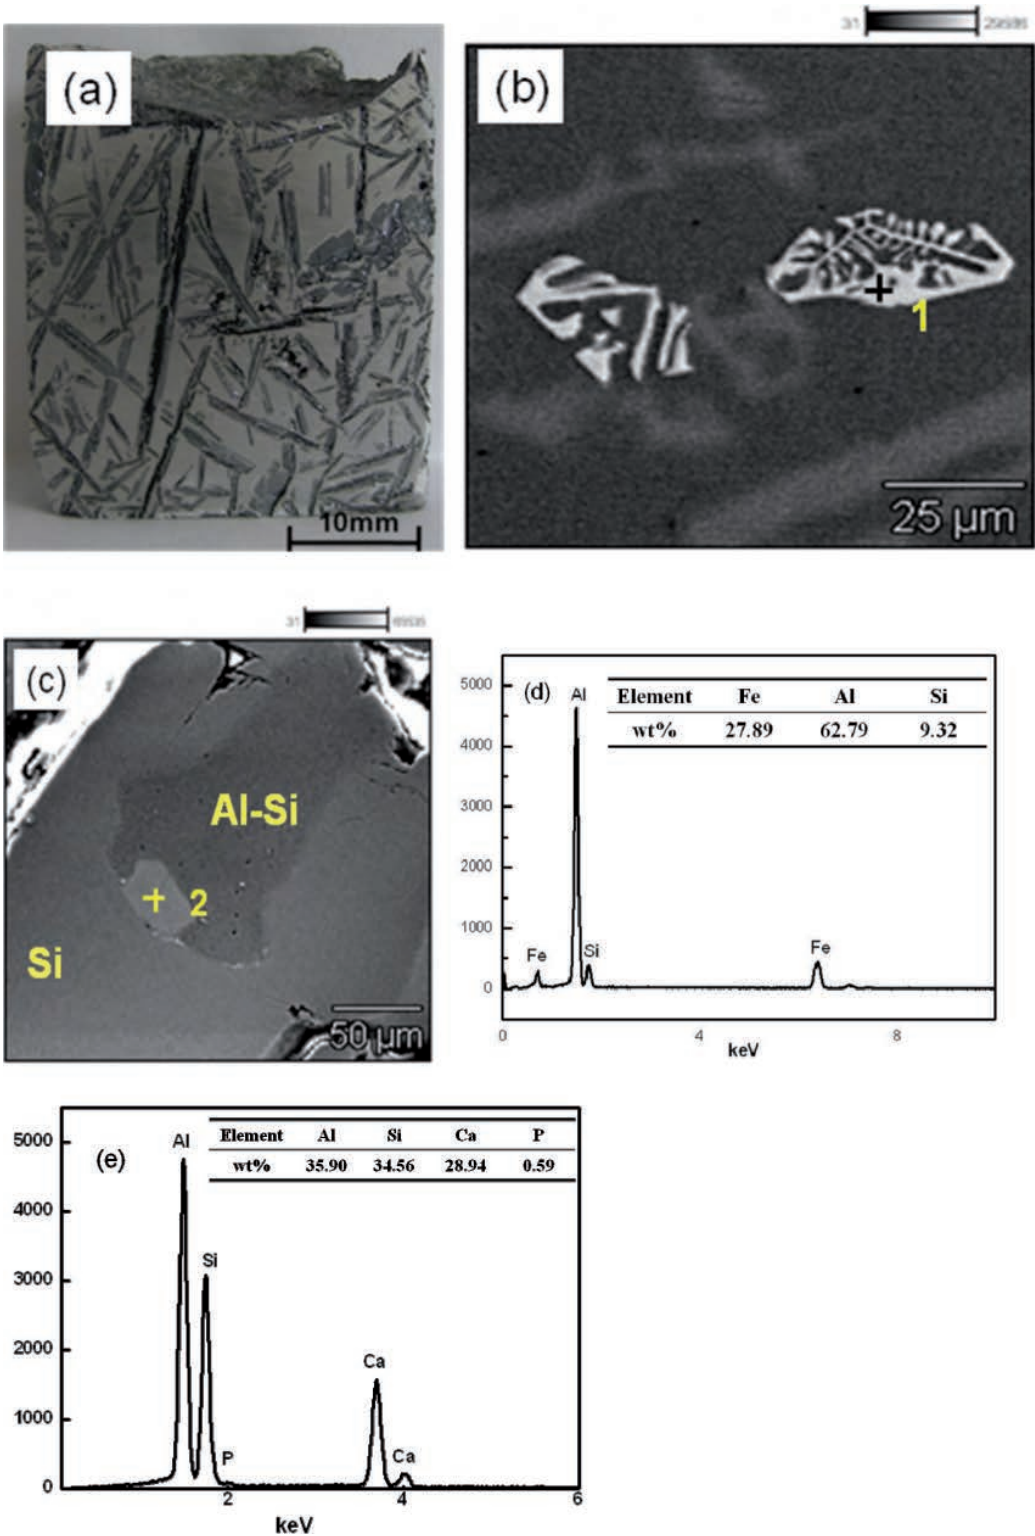 (a)
10mm
31
(b)
1
25 µm
31
65535
(c)
Al-Si
2
Si
50 µm
(d)
Al
Element Fe Al Si
wt% 27.89 62.79 9.32
5000
4000
3000
2000
1000
0
Fe
Si
Fe
0 4 8
keV
(e)
Al
Element Al Si Ca P
wt% 35.90 34.56 28.94 0.59
5000
4000
3000
2000
1000
0
Si
P
Ca
Ca
2 4 6
keV